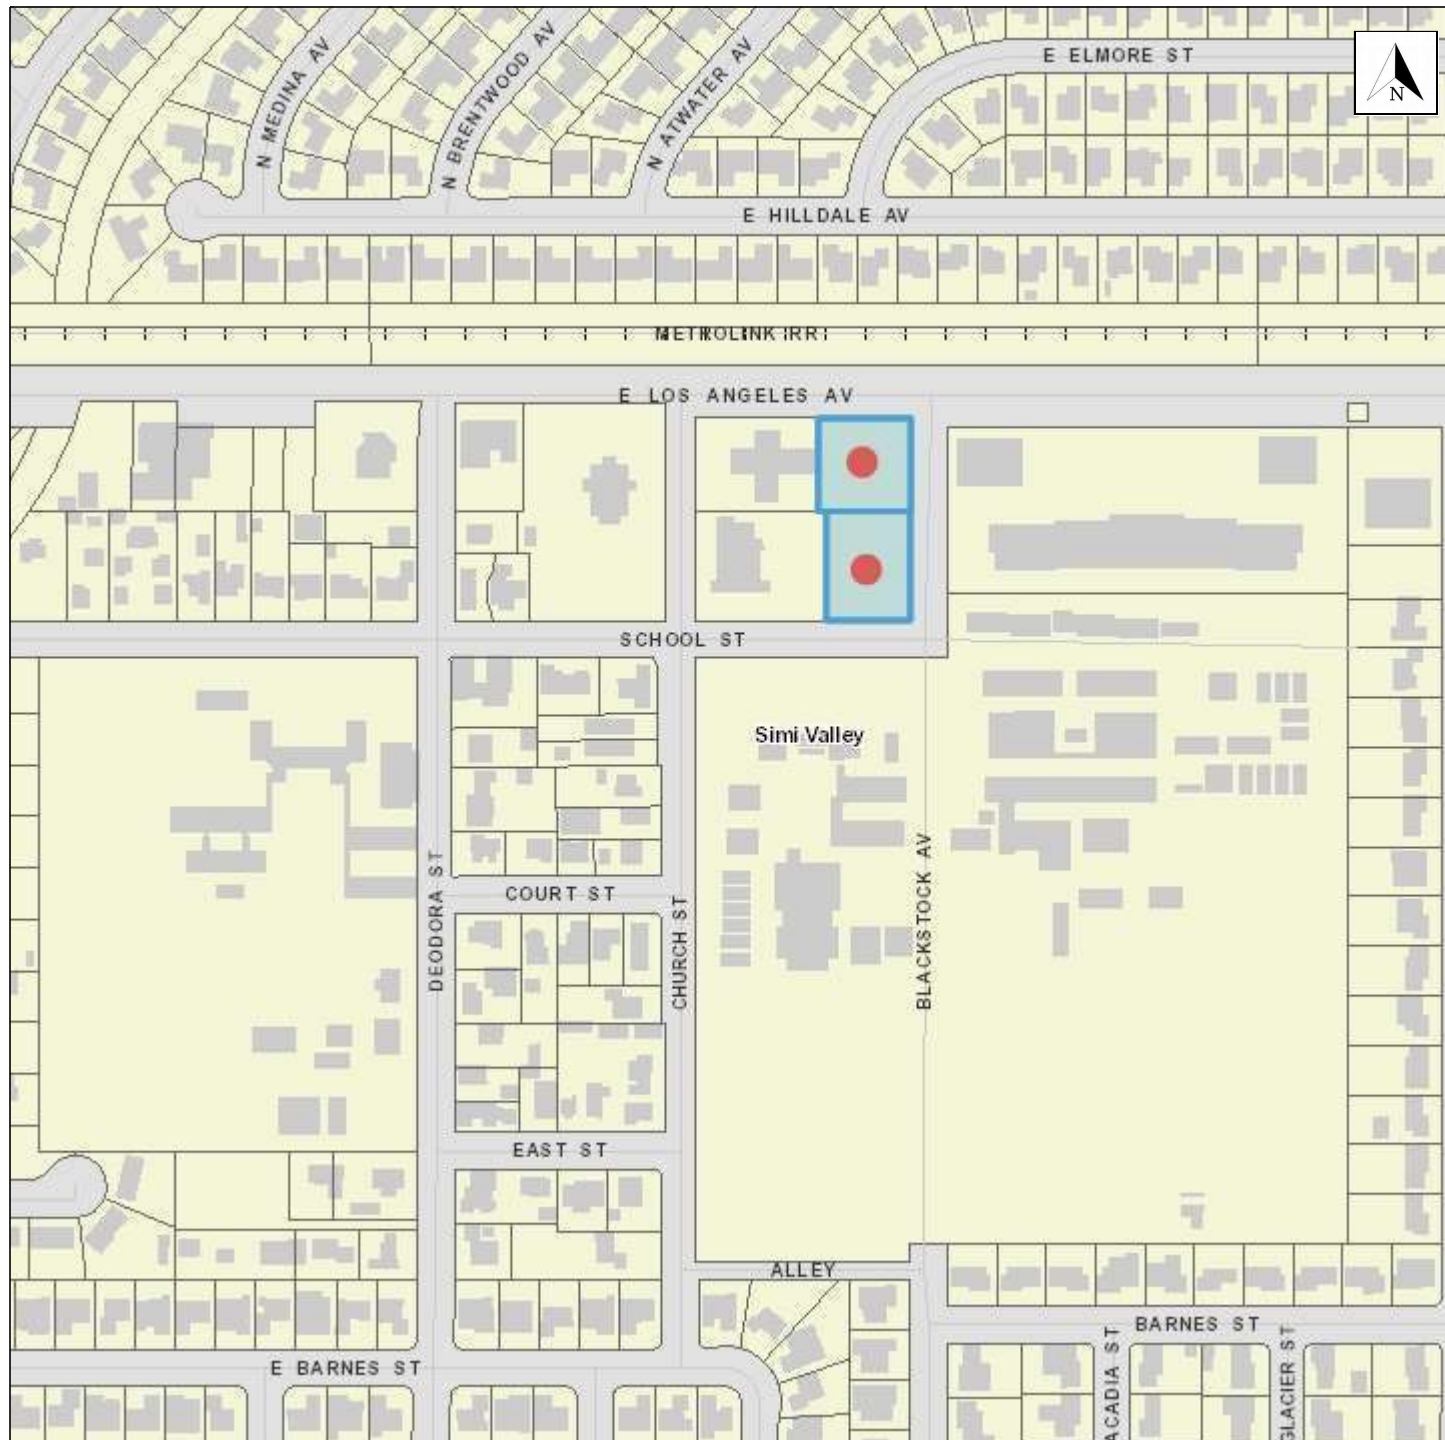 E ELMORE ST
N
N MEDINA AV
N BRENTWOOD AV
N ATWATER AV
E HILLDALE AV
METROLINK RR
E LOS ANGELES AV
SCHOOL ST
Simi Valley
DEODORA ST
COURT ST
CHURCH ST
BLACKSTOCK AV
EAST ST
ALLEY
BARNES ST
E BARNES ST
ACADIA ST
GLACIER ST